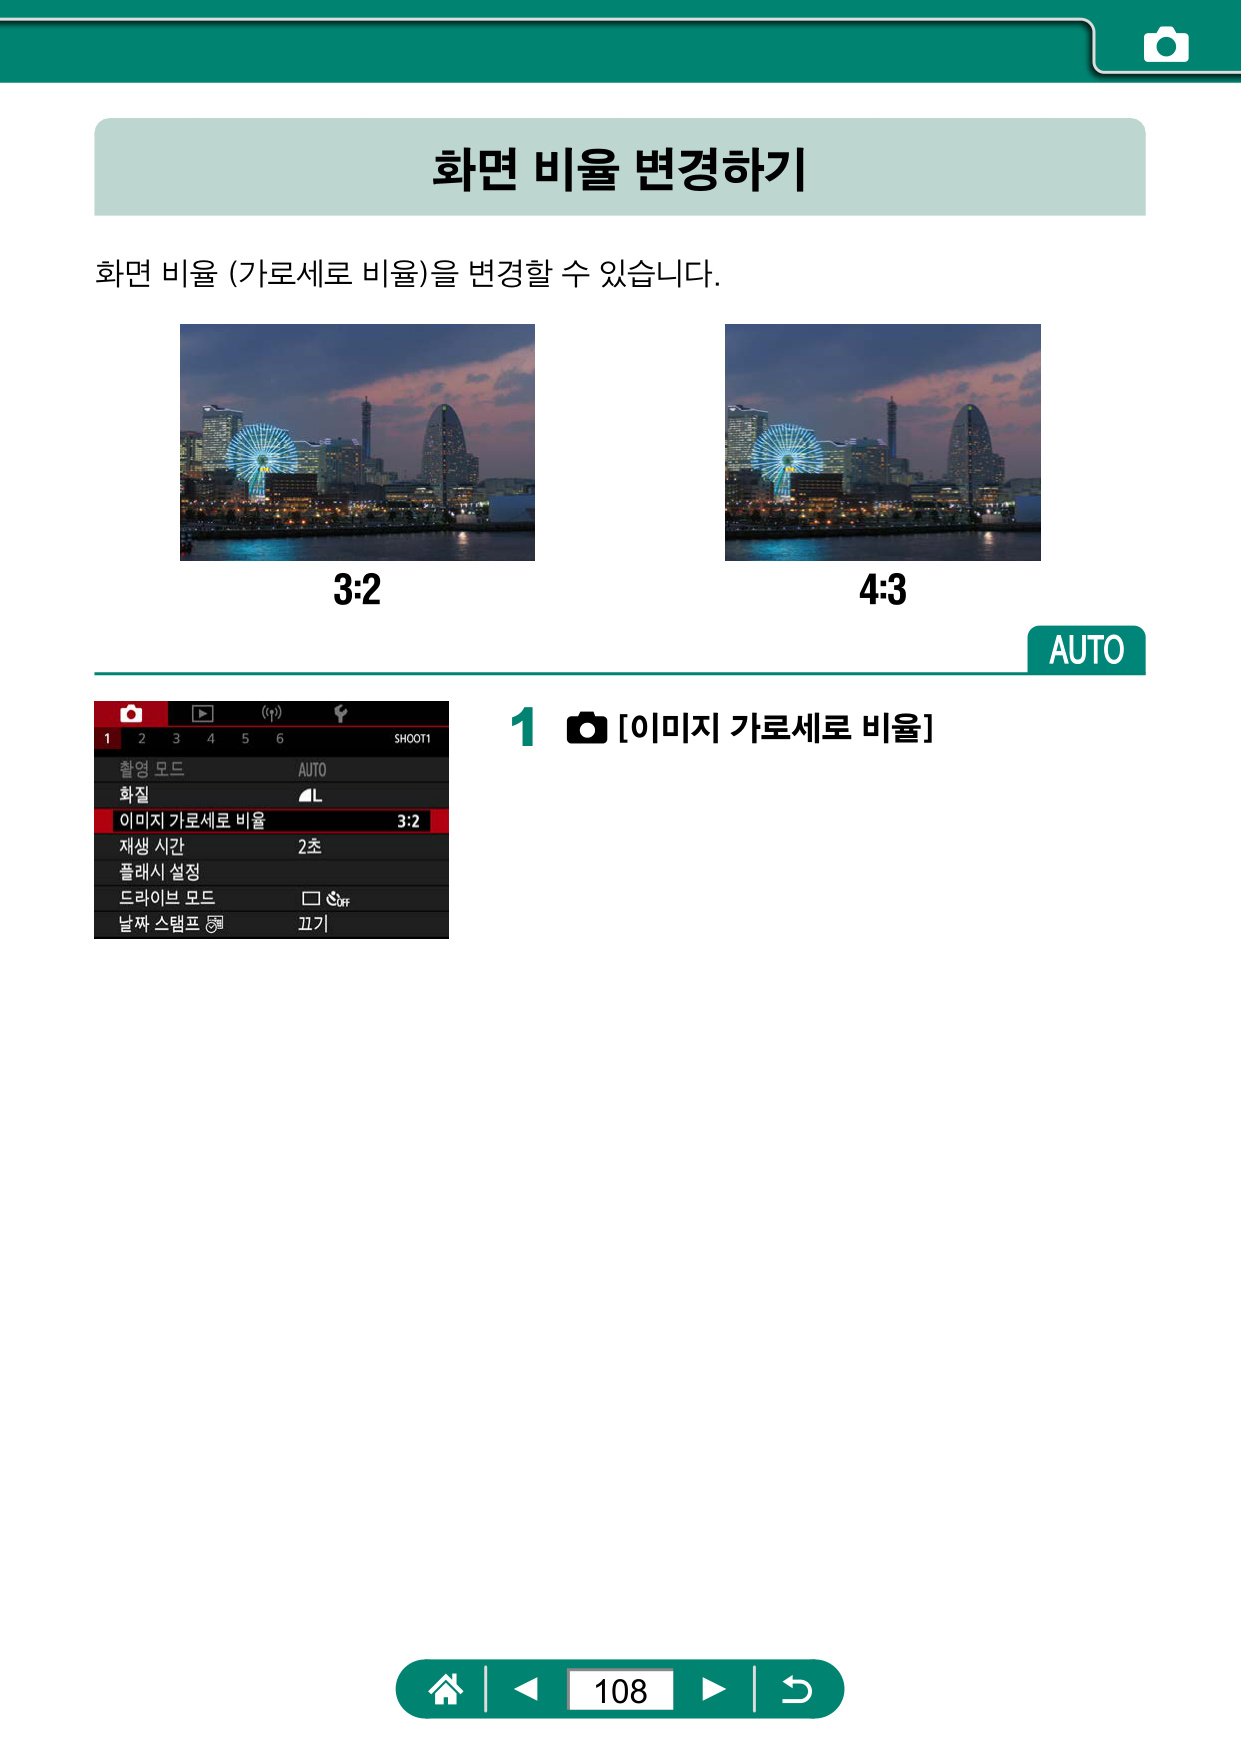 화면 비율 변경하기
화면 비율 (가로세로 비율)을 변경할 수 있습니다.
3:2
4:3
AUTO
1 2 3 4 5 6 SHOOT1
촬영 모드 AUTO
화질 L
이미지 가로세로 비율 3:2
재생 시간 2초
플래시 설정
드라이브 모드 OFF
날짜 스탬프 끄기
1 [이미지 가로세로 비율]
108